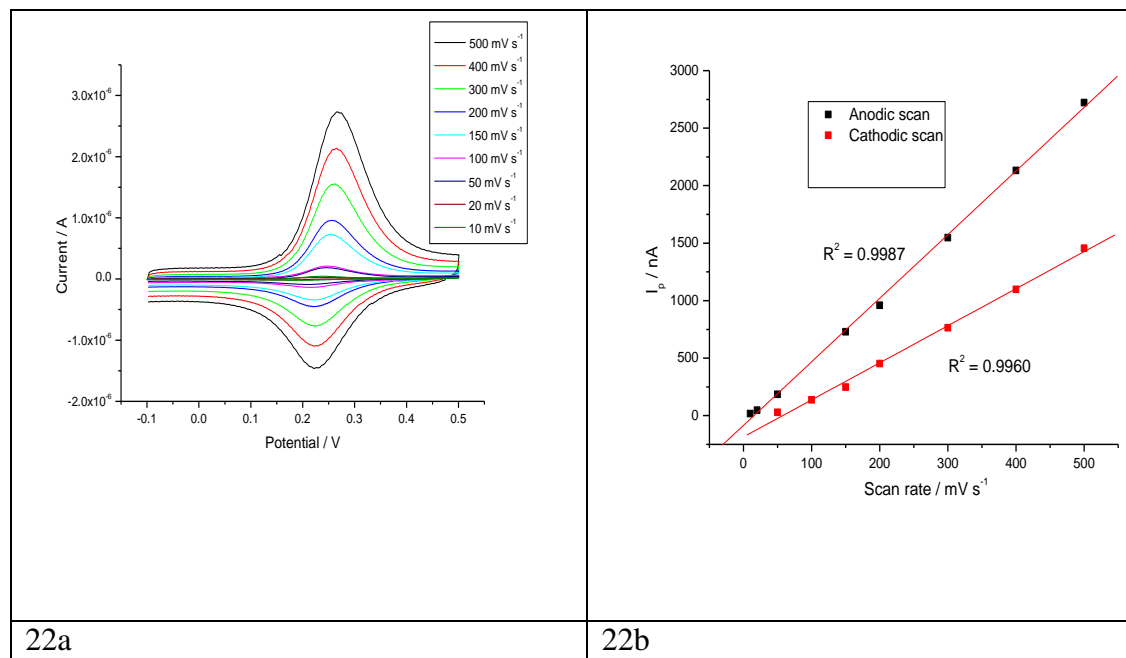 500 mV s⁻¹
400 mV s⁻¹
300 mV s⁻¹
200 mV s⁻¹
150 mV s⁻¹
100 mV s⁻¹
50 mV s⁻¹
20 mV s⁻¹
10 mV s⁻¹
3.0x10⁻⁶
2.0x10⁻⁶
1.0x10⁻⁶
0.0
-1.0x10⁻⁶
-2.0x10⁻⁶
Current / A
-0.1 0.0 0.1 0.2 0.3 0.4 0.5
Potential / V
22a
3000
2500
2000
1500
1000
500
0
Iₚ / nA
Anodic scan
Cathodic scan
R² = 0.9987
R² = 0.9960
0 100 200 300 400 500
Scan rate / mV s⁻¹
22b